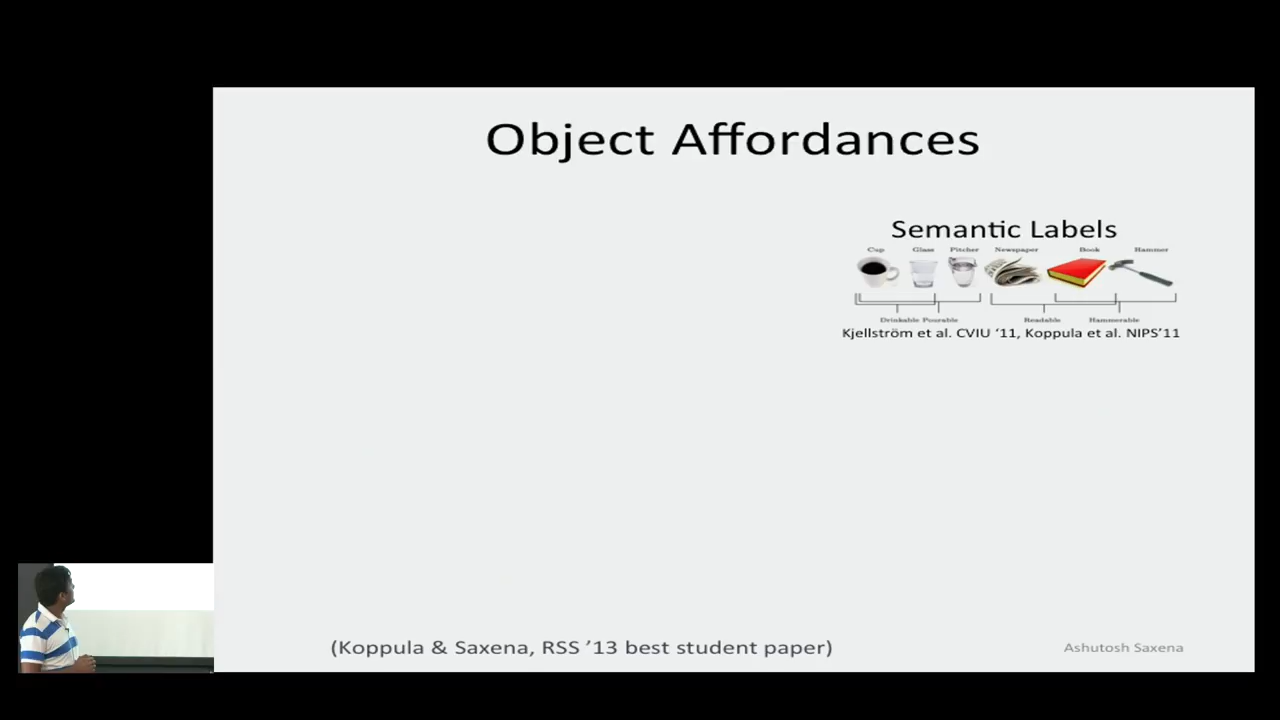 Object Affordances
Semantic Labels
Cup Glass Pitcher Newspaper Book Hammer
Drinkable Pourable Readable Hammerable
Kjellström et al. CVIU ‘11, Koppula et al. NIPS’11
(Koppula & Saxena, RSS ’13 best student paper)
Ashutosh Saxena